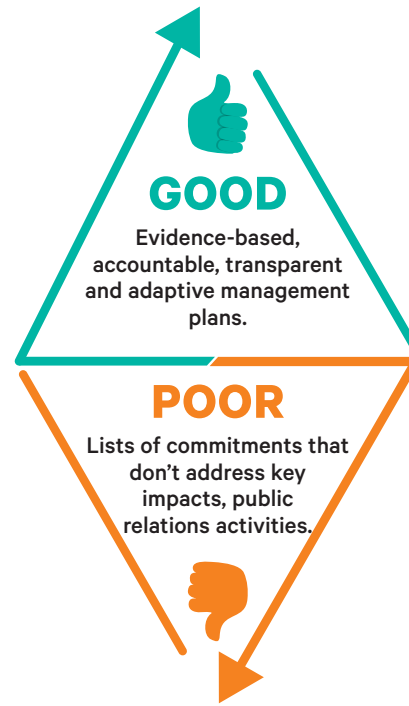 GOOD
Evidence-based,
accountable, transparent
and adaptive management
plans.
POOR
Lists of commitments that
don’t address key
impacts, public
relations activities.